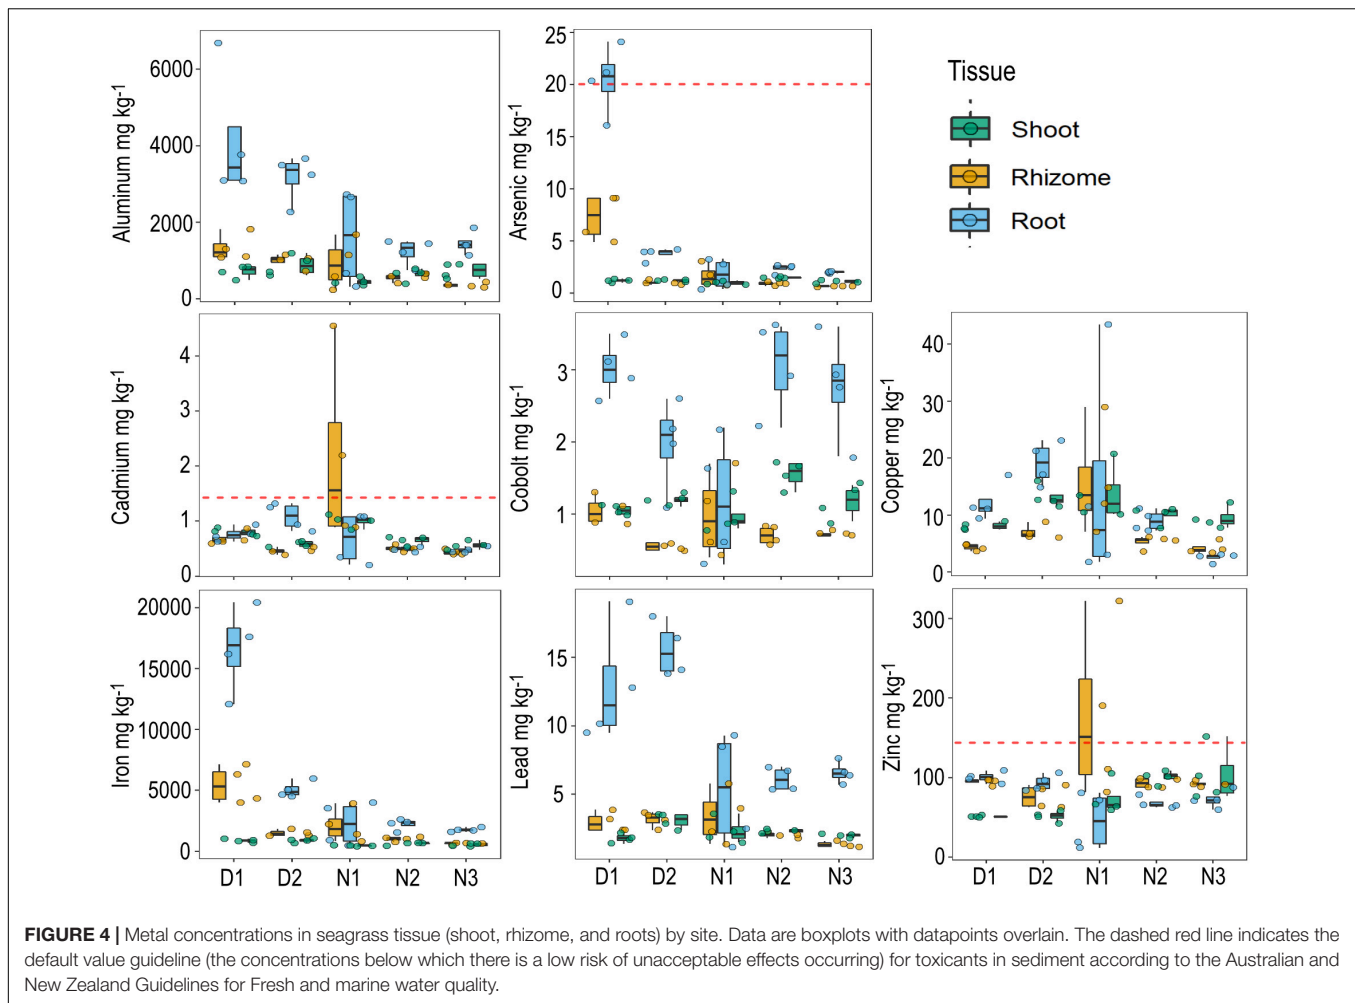 Aluminum mg kg-1
6000
4000
2000
0
Arsenic mg kg-1
25
20
15
10
5
0
Tissue
Shoot
Rhizome
Root
Cadmium mg kg-1
4
3
2
1
0
Cobolt mg kg-1
3
2
1
Copper mg kg-1
40
30
20
10
0
Iron mg kg-1
20000
15000
10000
5000
0
D1 D2 N1 N2 N3
Lead mg kg-1
15
10
5
D1 D2 N1 N2 N3
Zinc mg kg-1
300
200
100
0
D1 D2 N1 N2 N3
FIGURE 4 | Metal concentrations in seagrass tissue (shoot, rhizome, and roots) by site. Data are boxplots with datapoints overlain. The dashed red line indicates the
default value guideline (the concentrations below which there is a low risk of unacceptable effects occurring) for toxicants in sediment according to the Australian and
New Zealand Guidelines for Fresh and marine water quality.